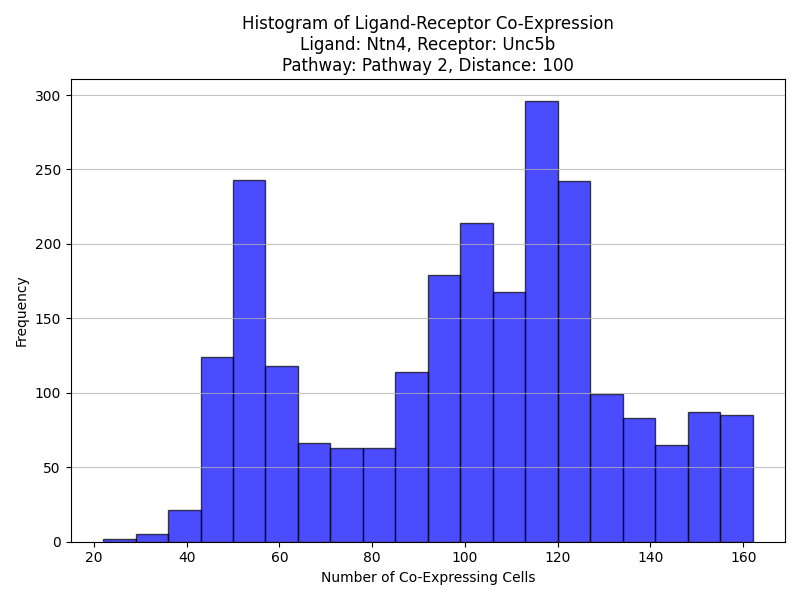 Histogram of Ligand-Receptor Co-Expression
Ligand: Ntn4, Receptor: Unc5b
Pathway: Pathway 2, Distance: 100
300
250
200
150
100
50
0
Frequency
20 40 60 80 100 120 140 160
Number of Co-Expressing Cells